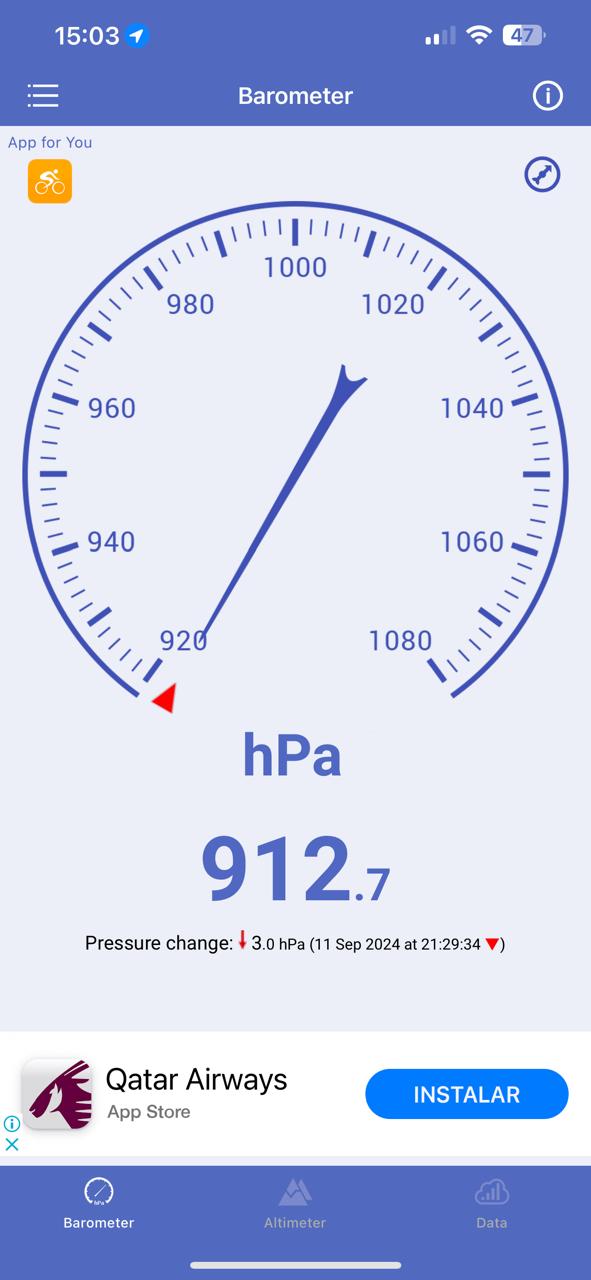 15:03
47
Barometer
App for You
1000
980
1020
960
1040
940
1060
920
1080
hPa
912.7
Pressure change: 3.0 hPa (11 Sep 2024 at 21:29:34 ▼)
Qatar Airways
App Store
INSTALAR
hPa
Barometer
Altimeter
Data